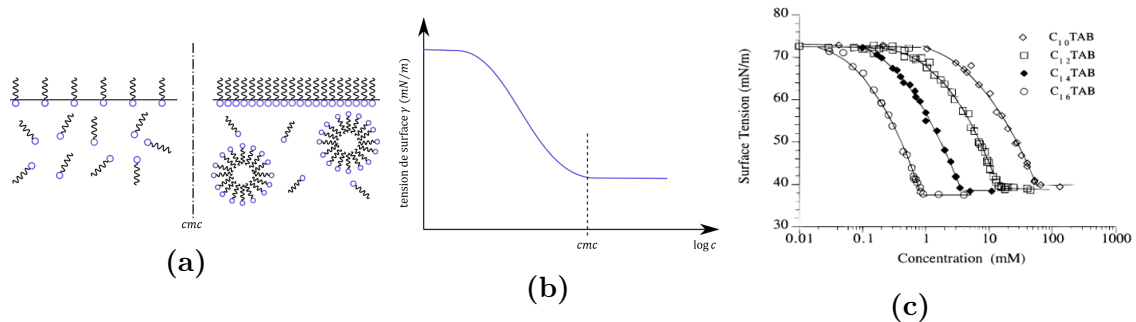 cmc
(a)
tension de surface γ (mN/m)
cmc
log c
(b)
80
70
60
50
40
30
Surface Tension (mN/m)
0.01
0.1
1
10
100
1000
Concentration (mM)
C₁₀TAB
C₁₂TAB
C₁₄TAB
C₁₆TAB
(c)